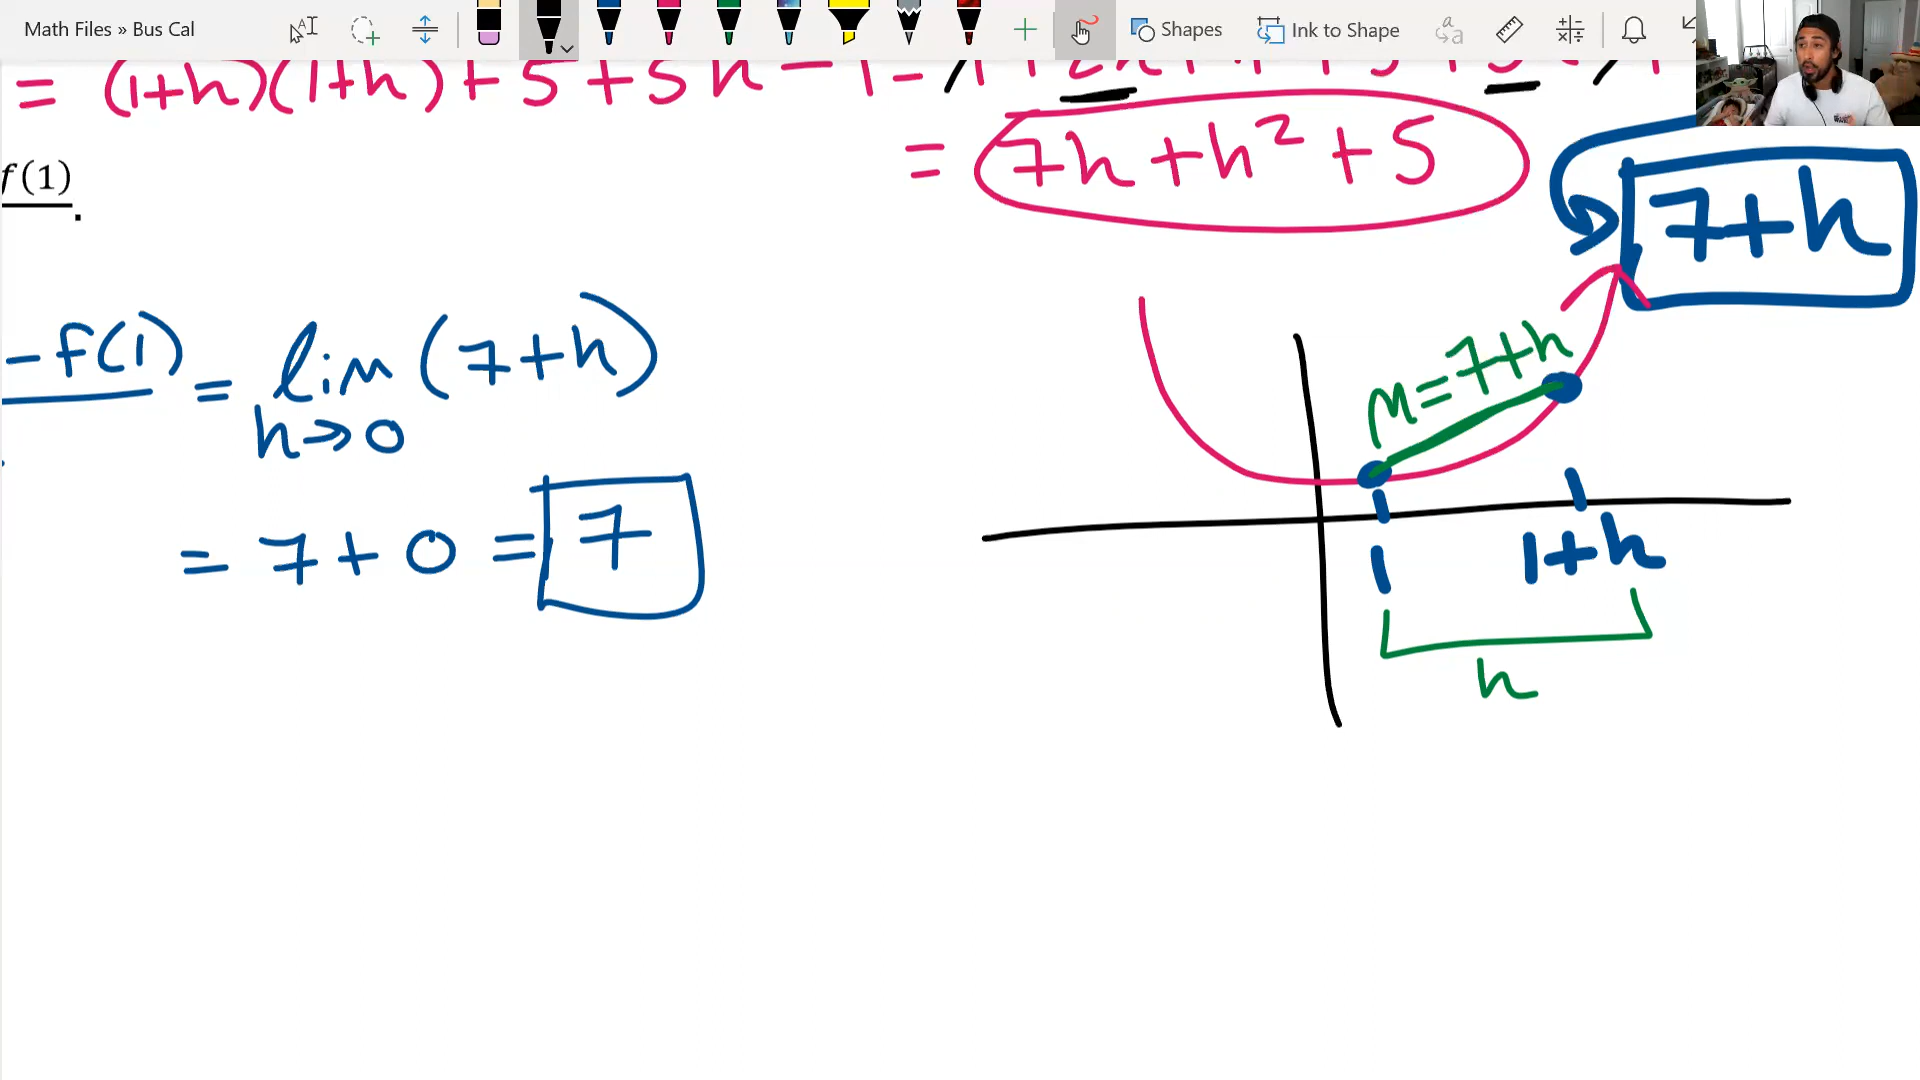 Math Files » Bus Cal
Shapes
Ink to Shape
= (1+h)(1+h)+5+5h-1-
= 7h+h²+5
7+h
f(1)
-f(1) = lim (7+h)
h→0
= 7+0 = 7
m=7+h
1
1+h
h